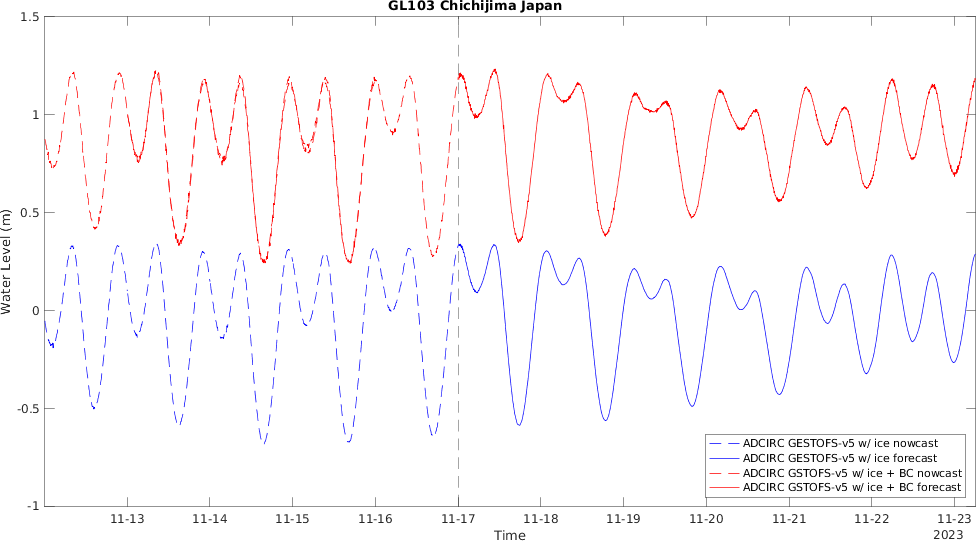 GL103 Chichijima Japan
1.5
1
0.5
0
-0.5
-1
Water Level (m)
ADCIRC GESTOFS-v5 w/ ice nowcast
ADCIRC GESTOFS-v5 w/ ice forecast
ADCIRC GSTOFS-v5 w/ ice + BC nowcast
ADCIRC GSTOFS-v5 w/ ice + BC forecast
11-13 11-14 11-15 11-16 11-17 11-18 11-19 11-20 11-21 11-22 11-23
Time
2023